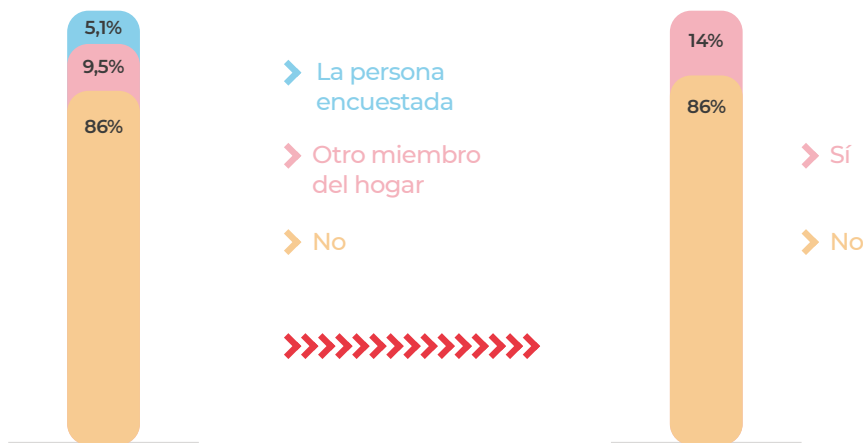 5,1%
9,5%
86%
La persona
encuestada
Otro miembro
del hogar
No
14%
86%
Sí
No